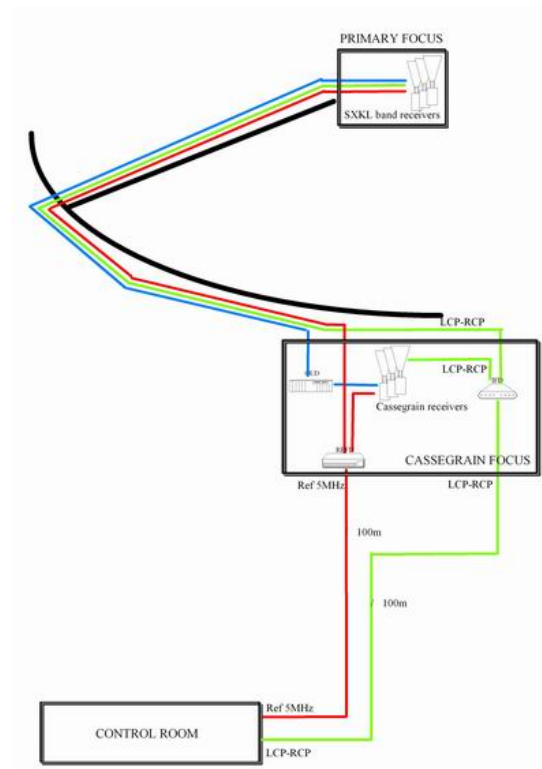 PRIMARY FOCUS
SXKL band receivers
LCP-RCP
LCP-RCP
Cassegrain receivers
CASSEGRAIN FOCUS
Ref 5MHz
LCP-RCP
100m
/ 100m
Ref 5MHz
CONTROL ROOM
LCP-RCP